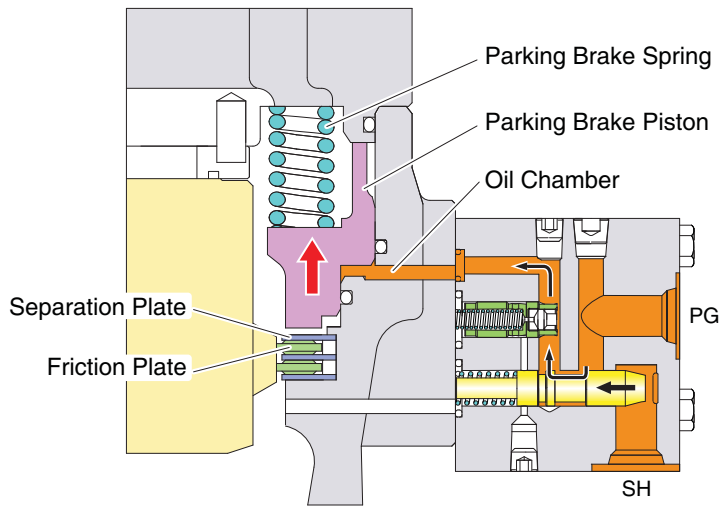 Parking Brake Spring
Parking Brake Piston
Oil Chamber
Separation Plate
Friction Plate
PG
SH